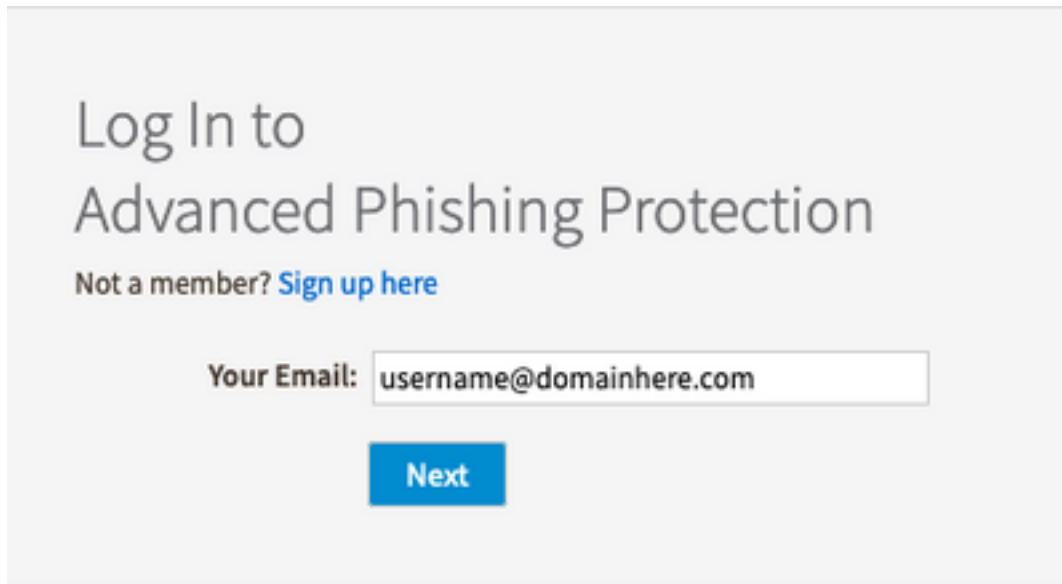 Log In to
Advanced Phishing Protection
Not a member? Sign up here
Your Email: username@domainhere.com
Next